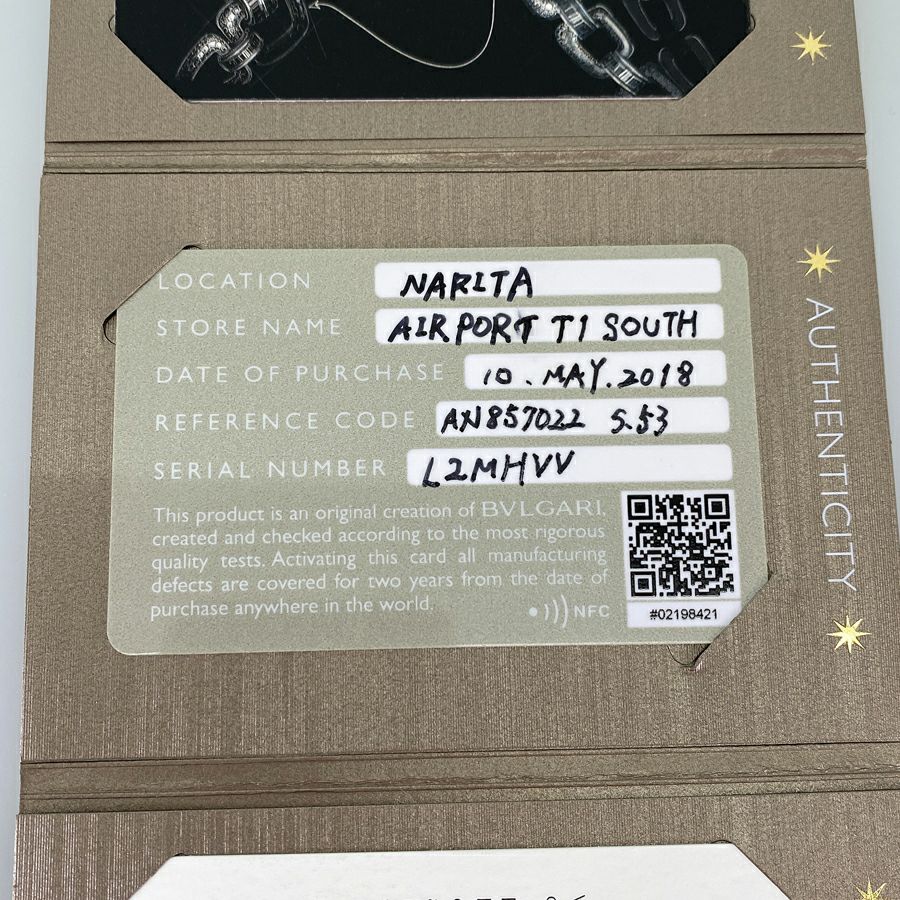 LOCATION NARITA
STORE NAME AIRPORT T1 SOUTH
DATE OF PURCHASE 10. MAY. 2018
REFERENCE CODE AN857022 S.53
SERIAL NUMBER L2MHVV
This product is an original creation of BVLGARI,
created and checked according to the most rigorous
quality tests. Activating this card all manufacturing
defects are covered for two years from the date of
purchase anywhere in the world.
NFC
#02198421
AUTHENTICITY